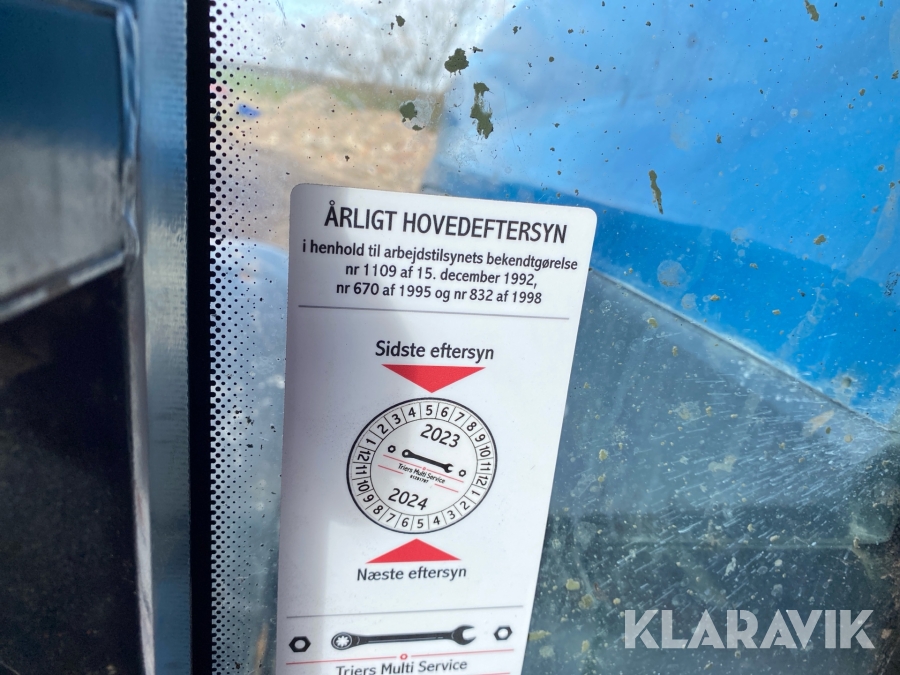 ÅRLIGT HOVEDEFTERSYN
i henhold til arbejdstilsynets bekendtgørelse
nr 1109 af 15. december 1992,
nr 670 af 1995 og nr 832 af 1998
Sidste eftersyn
1 2 3 4 5 6 7 8 9 10 11 12
2023
Triers Multi Service
2024
12 11 10 9 8 7 6 5 4 3 2 1
Næste eftersyn
Triers Multi Service
KLARAVIK